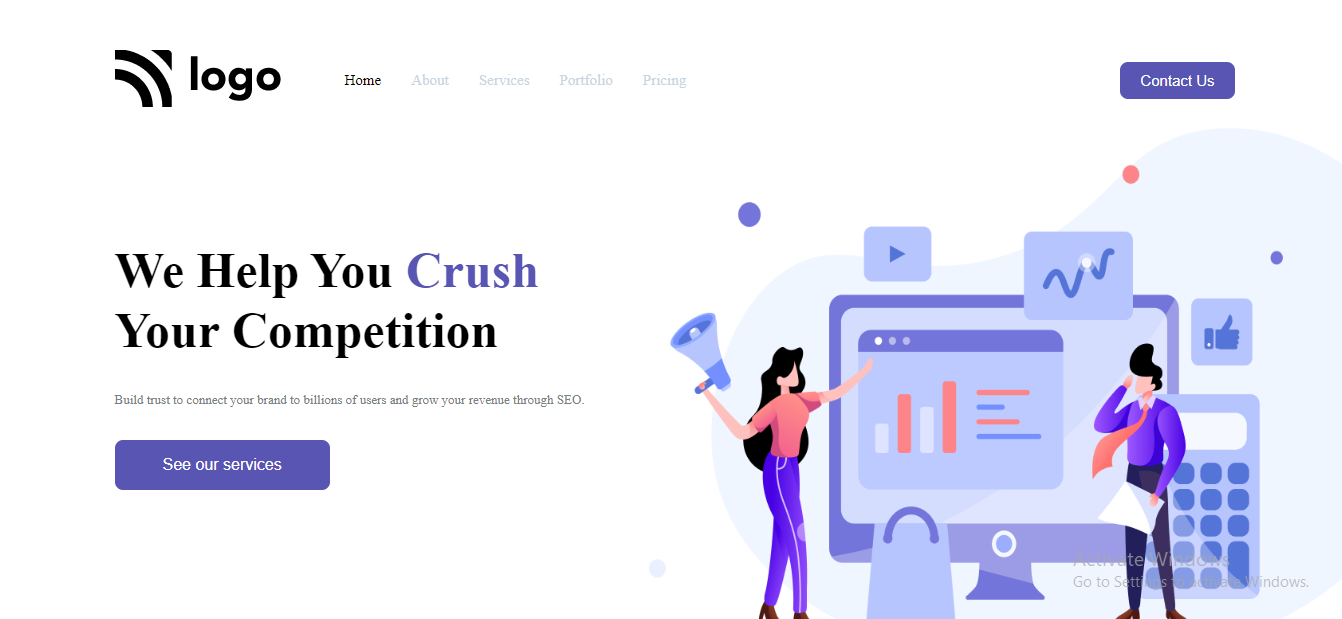 logo
Home About Services Portfolio Pricing
Contact Us
We Help You Crush
Your Competition
Build trust to connect your brand to billions of users and grow your revenue through SEO.
See our services
Activate Windows
Go to Settings to activate Windows.